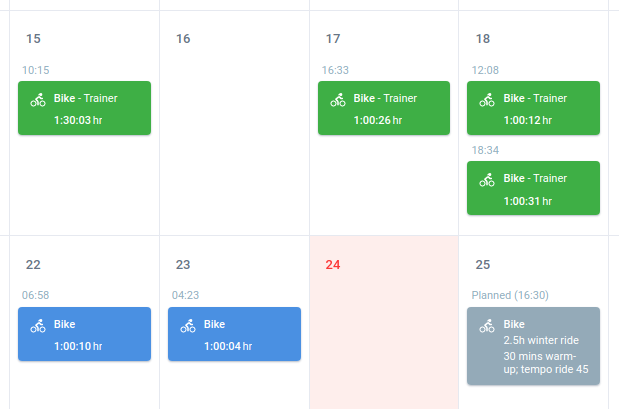 15
16
17
18
10:15
16:33
12:08
Bike - Trainer
1:30:03 hr
Bike - Trainer
1:00:26 hr
Bike - Trainer
1:00:12 hr
18:34
Bike - Trainer
1:00:31 hr
22
23
24
25
06:58
04:23
Planned (16:30)
Bike
1:00:10 hr
Bike
1:00:04 hr
Bike
2.5h winter ride
30 mins warm-
up; tempo ride 45